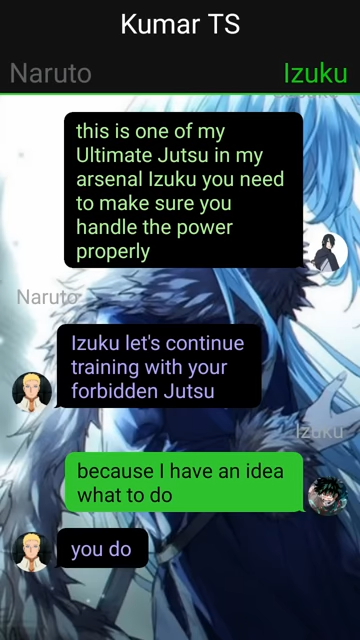 Kumar TS
Naruto
Izuku
this is one of my
Ultimate Jutsu in my
arsenal Izuku you need
to make sure you
handle the power
properly
Naruto
Izuku let's continue
training with your
forbidden Jutsu
Izuku
because I have an idea
what to do
you do